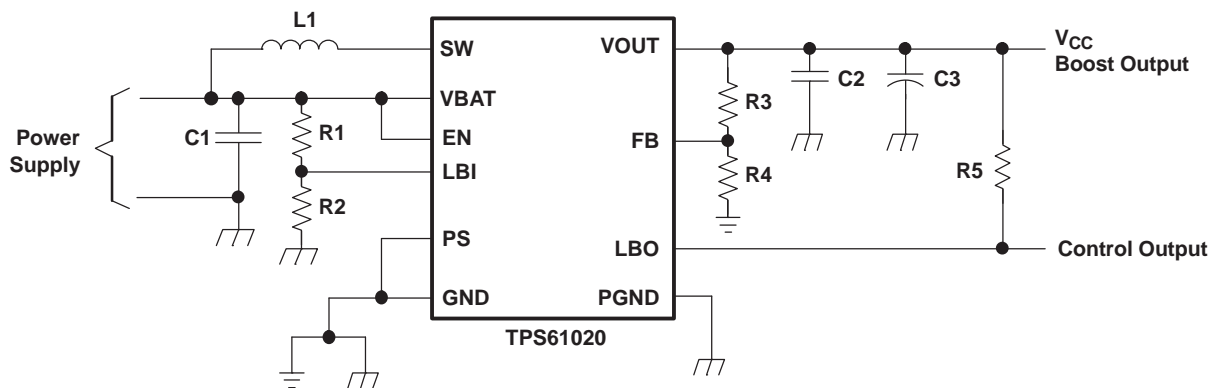 L1
SW
VOUT
VCC
Boost Output
C2
C3
R3
VBAT
Power
Supply
C1
R1
EN
FB
LBI
R4
R5
R2
PS
LBO
Control Output
GND
PGND
TPS61020